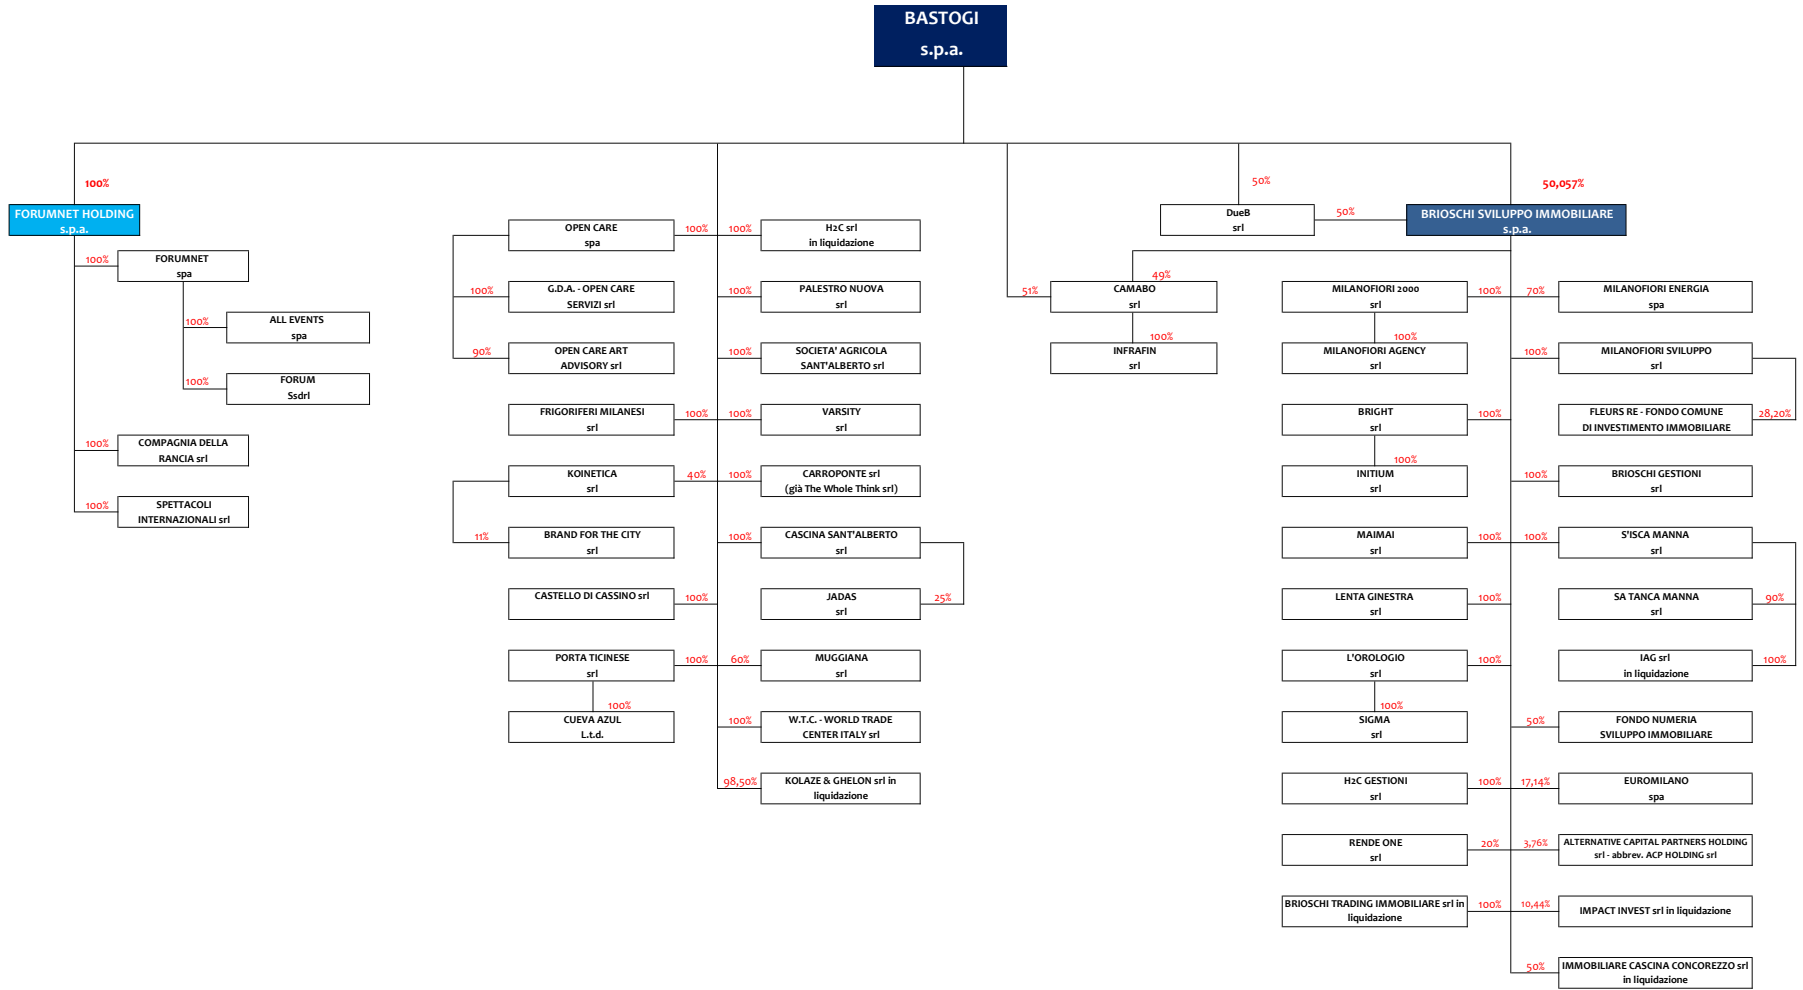 BASTOGI
s.p.a.
100%
50%
50,057%
FORUMNET HOLDING
s.p.a.
DueB
srl
50%
BRIOSCHI SVILUPPO IMMOBILIARE
s.p.a.
100%
FORUMNET
spa
100%
ALL EVENTS
spa
100%
FORUM
Ssdrl
100%
COMPAGNIA DELLA
RANCIA srl
100%
SPETTACOLI
INTERNAZIONALI srl
OPEN CARE
spa
100%
100%
H2C srl
in liquidazione
100%
G.D.A. - OPEN CARE
SERVIZI srl
100%
PALESTRO NUOVA
srl
90%
OPEN CARE ART
ADVISORY srl
100%
SOCIETA' AGRICOLA
SANT'ALBERTO srl
FRIGORIFERI MILANESI
srl
100%
100%
VARSITY
srl
KOINETICA
srl
40%
100%
CARROPONTE srl
(già The Whole Think srl)
11%
BRAND FOR THE CITY
srl
100%
CASCINA SANT'ALBERTO
srl
CASTELLO DI CASSINO srl
100%
JADAS
srl
25%
PORTA TICINESE
srl
100%
60%
MUGGIANA
srl
100%
CUEVA AZUL
L.t.d.
100%
W.T.C. - WORLD TRADE
CENTER ITALY srl
98,50%
KOLAZE & GHELON srl in
liquidazione
49%
51%
CAMABO
srl
100%
INFRAFIN
srl
MILANOFIORI 2000
srl
100%
70%
MILANOFIORI ENERGIA
spa
100%
MILANOFIORI AGENCY
srl
100%
MILANOFIORI SVILUPPO
srl
BRIGHT
srl
100%
FLEURS RE - FONDO COMUNE
DI INVESTIMENTO IMMOBILIARE
28,20%
100%
INITIUM
srl
100%
BRIOSCHI GESTIONI
srl
MAIMAI
srl
100%
100%
S'ISCA MANNA
srl
LENTA GINESTRA
srl
100%
SA TANCA MANNA
srl
90%
L'OROLOGIO
srl
100%
IAG srl
in liquidazione
100%
100%
SIGMA
srl
50%
FONDO NUMERIA
SVILUPPO IMMOBILIARE
H2C GESTIONI
srl
100%
17,14%
EUROMILANO
spa
RENDE ONE
srl
20%
3,76%
ALTERNATIVE CAPITAL PARTNERS HOLDING
srl - abbrev. ACP HOLDING srl
BRIOSCHI TRADING IMMOBILIARE srl in
liquidazione
100%
10,44%
IMPACT INVEST srl in liquidazione
50%
IMMOBILIARE CASCINA CONCOREZZO srl
in liquidazione